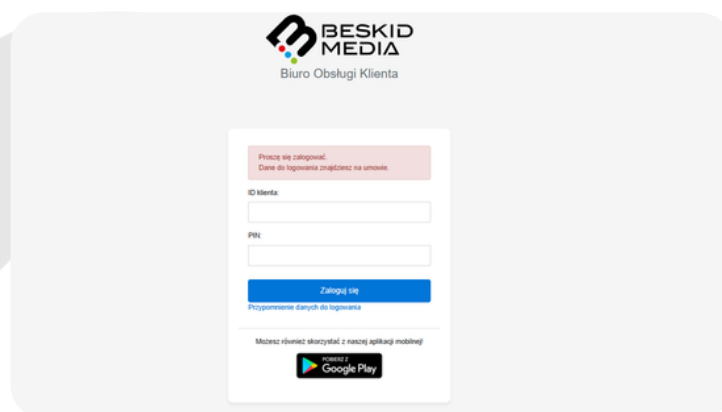 BESKID
MEDIA
Biuro Obsługi Klienta
Proszę się zalogować.
Dane do logowania znajdziesz na umowie.
ID klienta:
PIN:
Zaloguj się
Przypomnienie danych do logowania
Możesz również skorzystać z naszej aplikacji mobilnej!
POBIERZ Z
Google Play